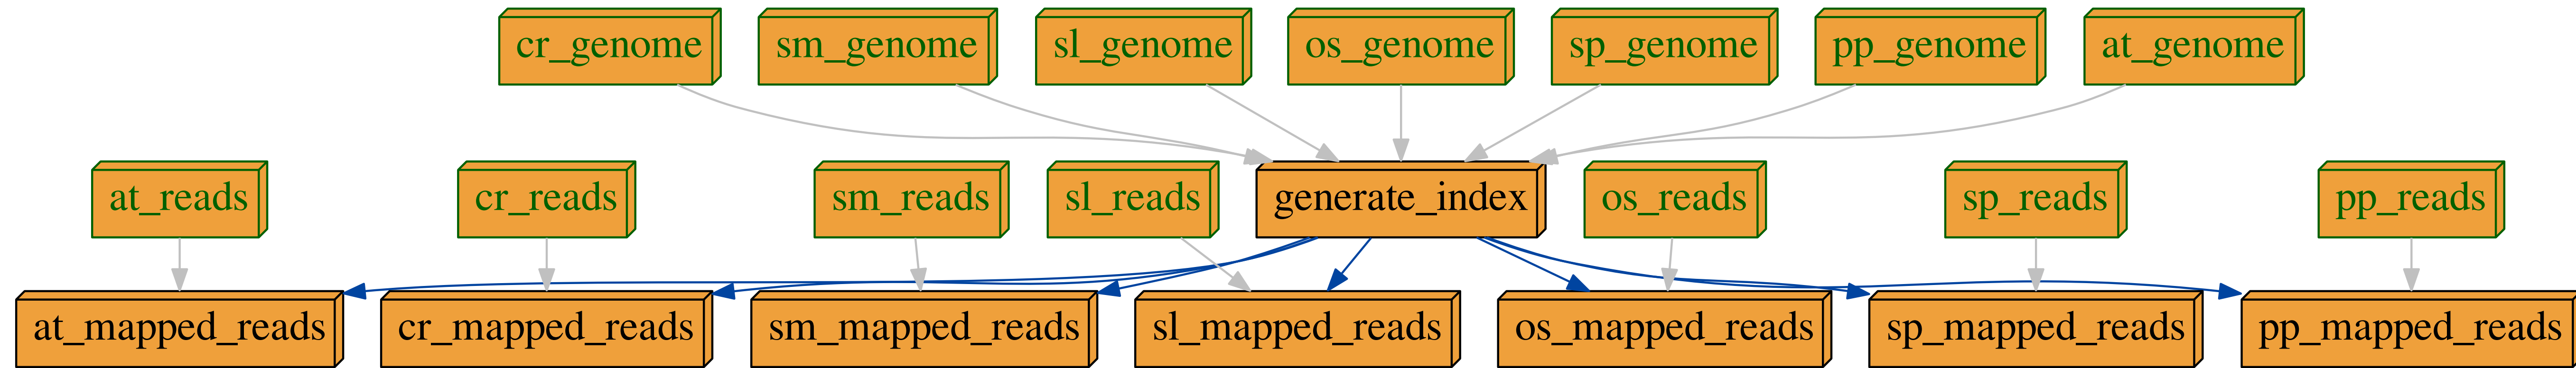 cr_genome
sm_genome
sl_genome
os_genome
sp_genome
pp_genome
at_genome
at_reads
cr_reads
sm_reads
sl_reads
generate_index
os_reads
sp_reads
pp_reads
at_mapped_reads
cr_mapped_reads
sm_mapped_reads
sl_mapped_reads
os_mapped_reads
sp_mapped_reads
pp_mapped_reads